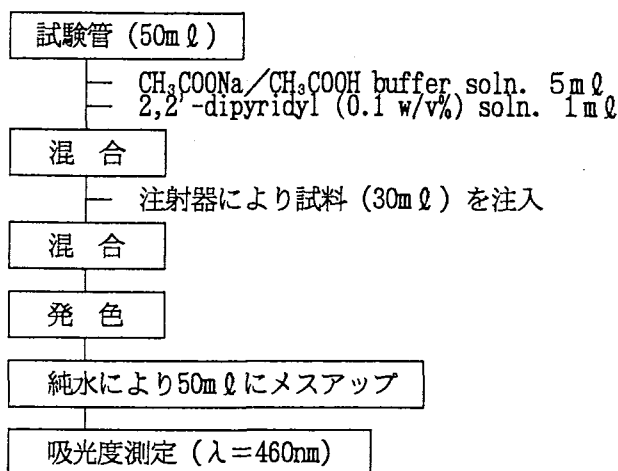 試験管 (50mℓ)
CH₃COONa／CH₃COOH buffer soln. 5mℓ
2,2'-dipyridyl (0.1 w/v%) soln. 1mℓ
混 合
注射器により試料 (30mℓ) を注入
混 合
発 色
純水により50mℓにメスアップ
吸光度測定 (λ＝460nm)